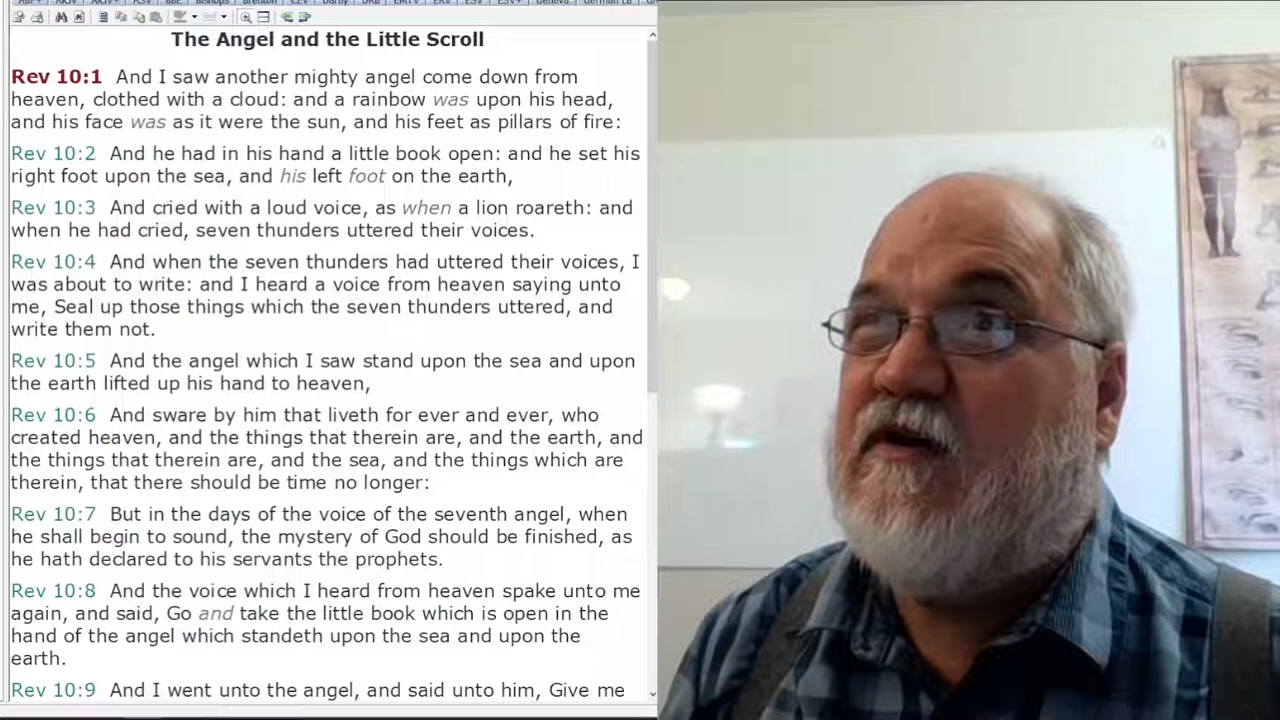 The Angel and the Little Scroll
Rev 10:1 And I saw another mighty angel come down from
heaven, clothed with a cloud: and a rainbow was upon his head,
and his face was as it were the sun, and his feet as pillars of fire:
Rev 10:2 And he had in his hand a little book open: and he set his
right foot upon the sea, and his left foot on the earth,
Rev 10:3 And cried with a loud voice, as when a lion roareth: and
when he had cried, seven thunders uttered their voices.
Rev 10:4 And when the seven thunders had uttered their voices, I
was about to write: and I heard a voice from heaven saying unto
me, Seal up those things which the seven thunders uttered, and
write them not.
Rev 10:5 And the angel which I saw stand upon the sea and upon
the earth lifted up his hand to heaven,
Rev 10:6 And sware by him that liveth for ever and ever, who
created heaven, and the things that therein are, and the earth, and
the things that therein are, and the sea, and the things which are
therein, that there should be time no longer:
Rev 10:7 But in the days of the voice of the seventh angel, when
he shall begin to sound, the mystery of God should be finished, as
he hath declared to his servants the prophets.
Rev 10:8 And the voice which I heard from heaven spake unto me
again, and said, Go and take the little book which is open in the
hand of the angel which standeth upon the sea and upon the
earth.
Rev 10:9 And I went unto the angel, and said unto him, Give me